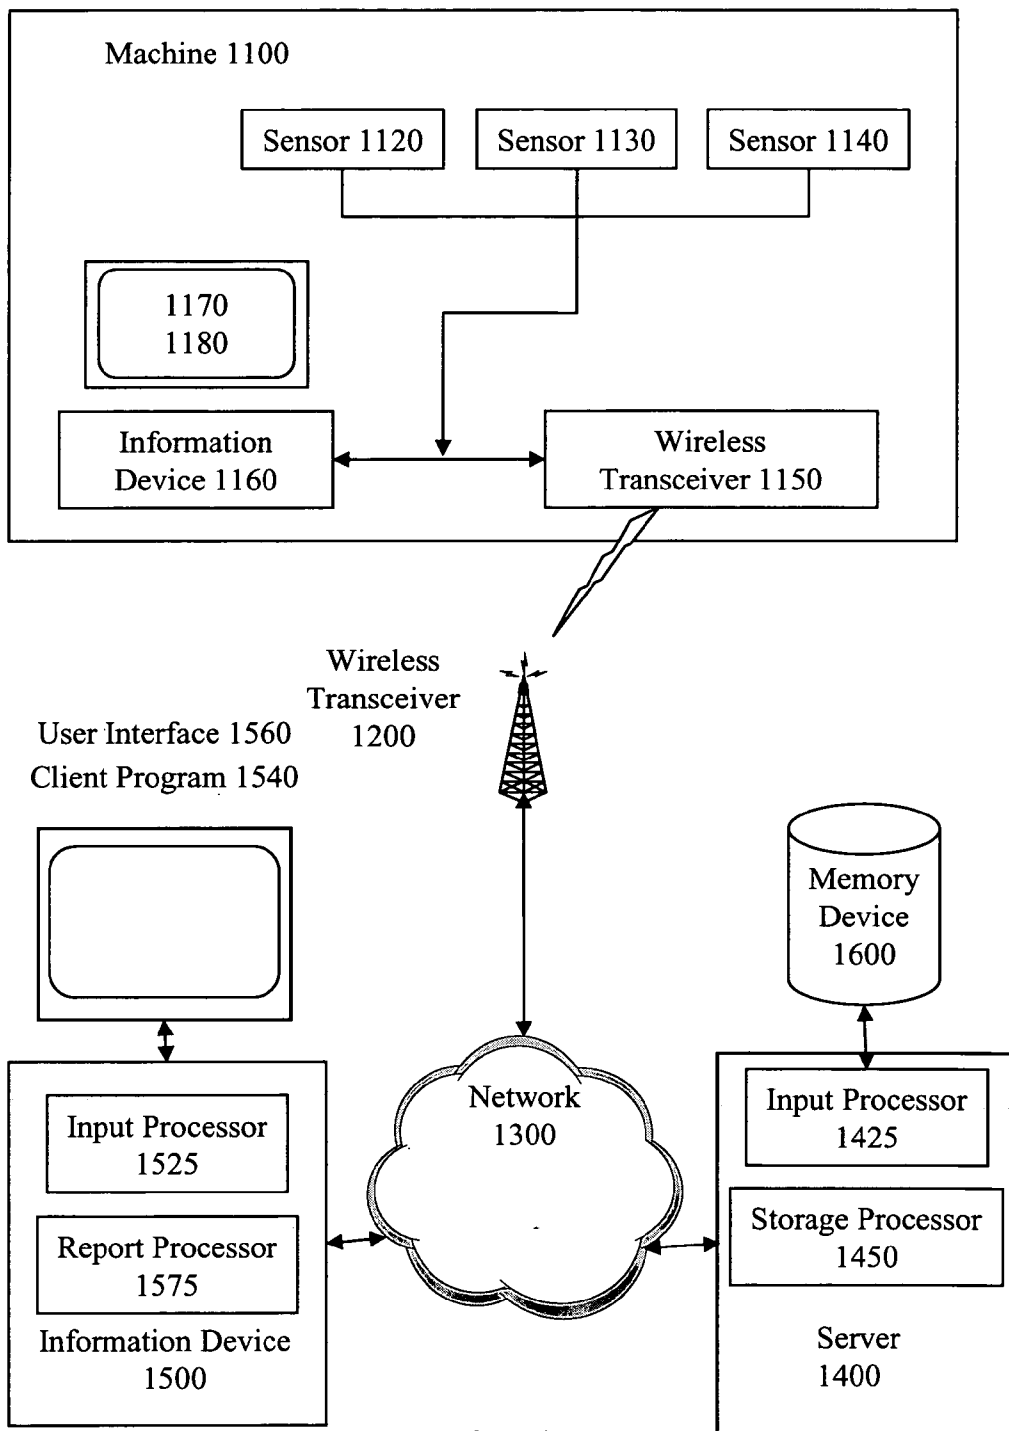 Machine 1100
Sensor 1120
Sensor 1130
Sensor 1140
1170
1180
Information
Device 1160
Wireless
Transceiver 1150
Wireless
Transceiver
1200
User Interface 1560
Client Program 1540
Memory
Device
1600
Network
1300
Input Processor
1525
Report Processor
1575
Information Device
1500
Input Processor
1425
Storage Processor
1450
Server
1400